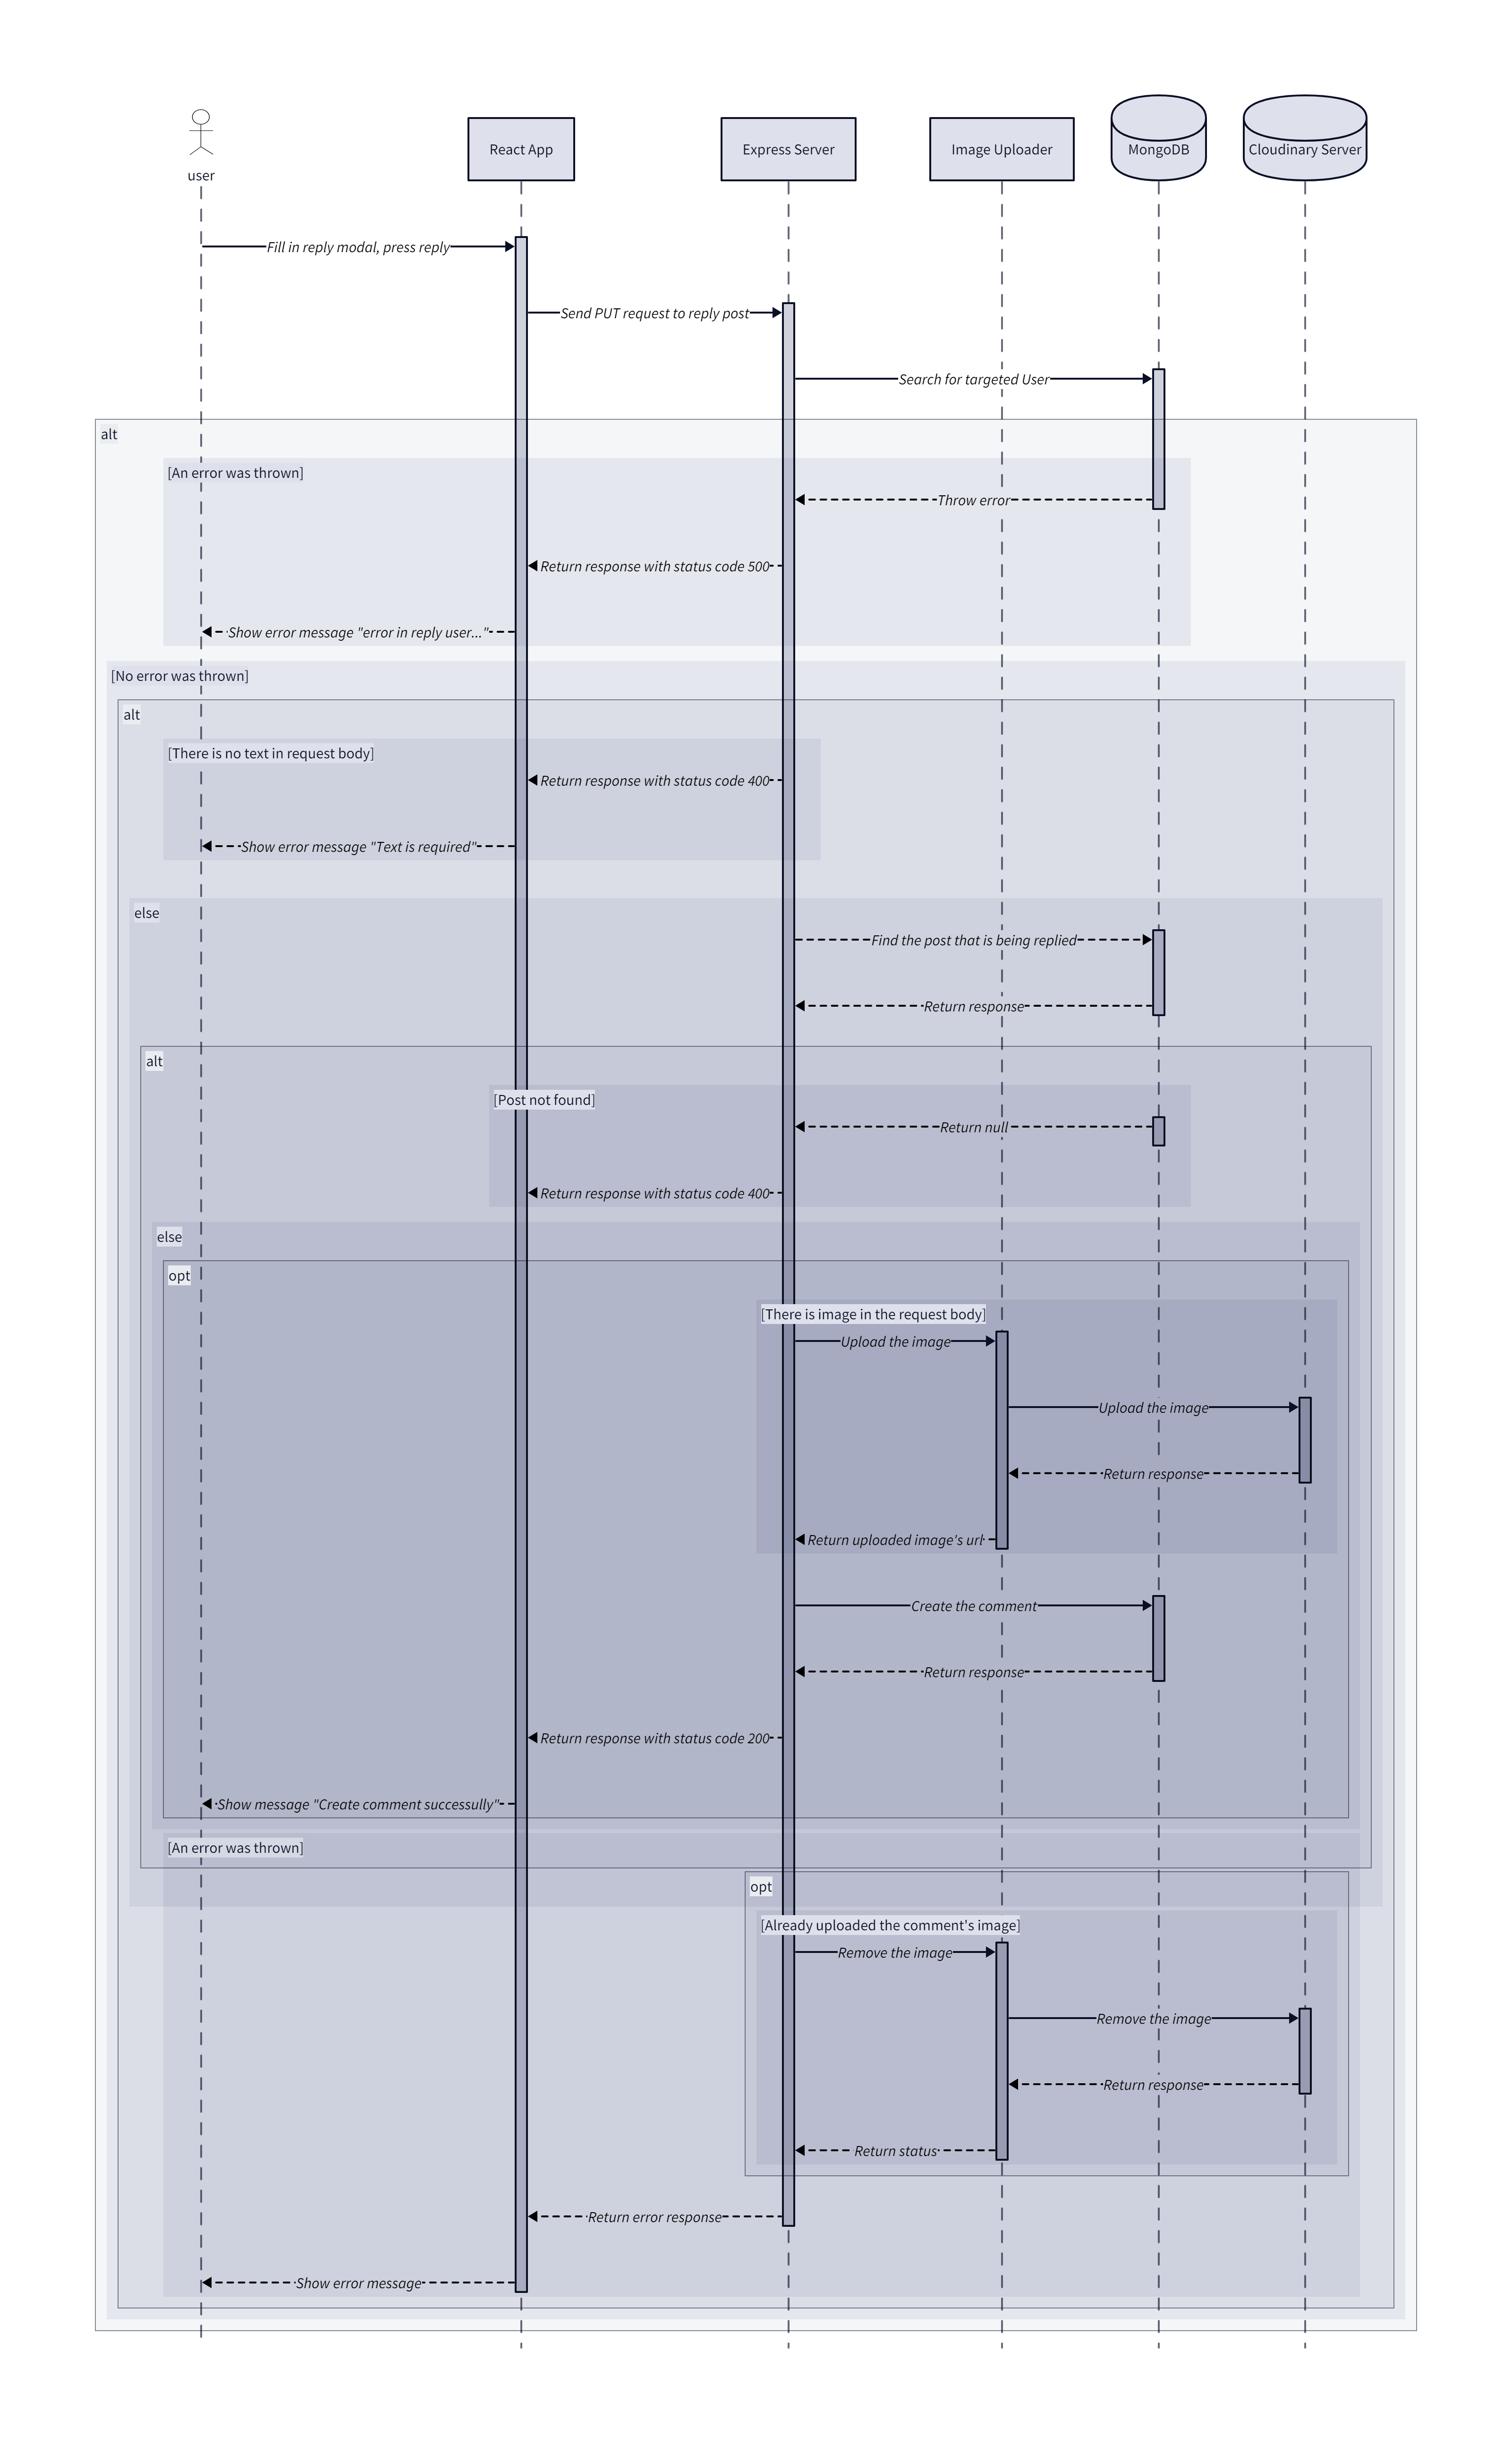 user
React App
Express Server
Image Uploader
MongoDB
Cloudinary Server
Fill in reply modal, press reply
Send PUT request to reply post
Search for targeted User
alt
[An error was thrown]
Throw error
Return response with status code 500
Show error message "error in reply user..."
[No error was thrown]
alt
[There is no text in request body]
Return response with status code 400
Show error message "Text is required"
else
Find the post that is being replied
Return response
alt
[Post not found]
Return null
Return response with status code 400
else
opt
[There is image in the request body]
Upload the image
Upload the image
Return response
Return uploaded image's url
Create the comment
Return response
Return response with status code 200
Show message "Create comment successully"
[An error was thrown]
opt
[Already uploaded the comment's image]
Remove the image
Remove the image
Return response
Return status
Return error response
Show error message